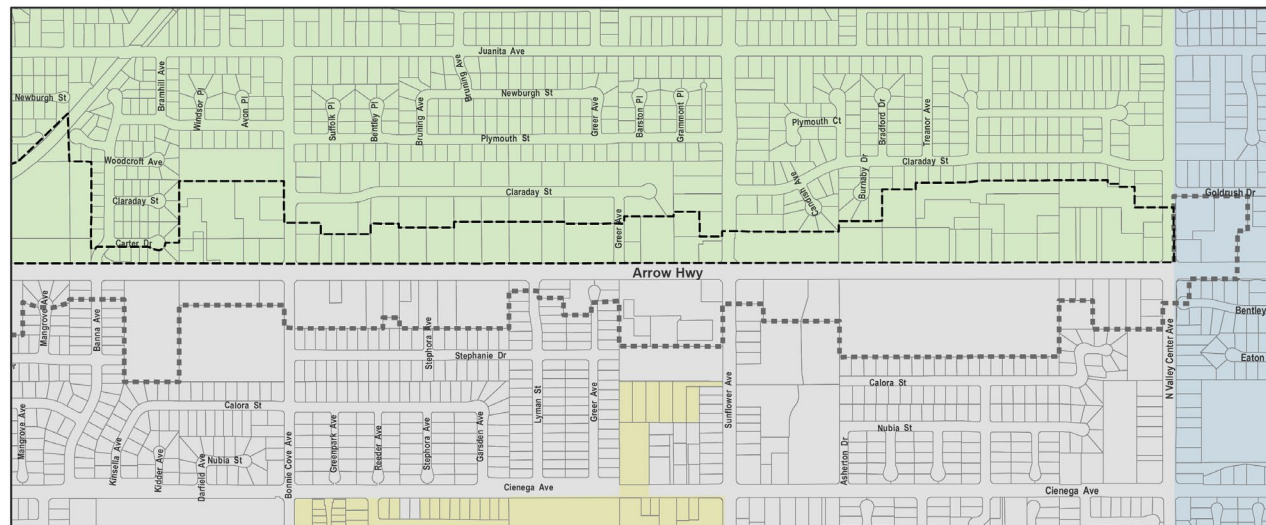 Juanita Ave
Bramhill Ave
Windsor Pl
Avon Pl
Bruning Ave
Newburgh St
Newburgh St
Suffolk Pl
Bentley Pl
Bruning Ave
Greer Ave
Barston Pl
Grammont Pl
Plymouth Ct
Bradford Dr
Treanor Ave
Plymouth St
Woodcroft Ave
Claraday St
Burnaby Dr
Claraday St
Claraday St
Candish Ave
Goldrush Dr
Greer Ave
Carter Dr
Arrow Hwy
Mangrove Ave
Banna Ave
Stephora Ave
Bentley
Stephanie Dr
Eaton
N Valley Center Ave
Sunflower Ave
Lyman St
Greer Ave
Calora St
Calora St
Mangrove Ave
Kinsella Ave
Kidder Ave
Darfield Ave
Nubia St
Bonnie Cove Ave
Greenpark Ave
Reeder Ave
Stephora Ave
Garsden Ave
Nubia St
Asherton Dr
Cienega Ave
Cienega Ave